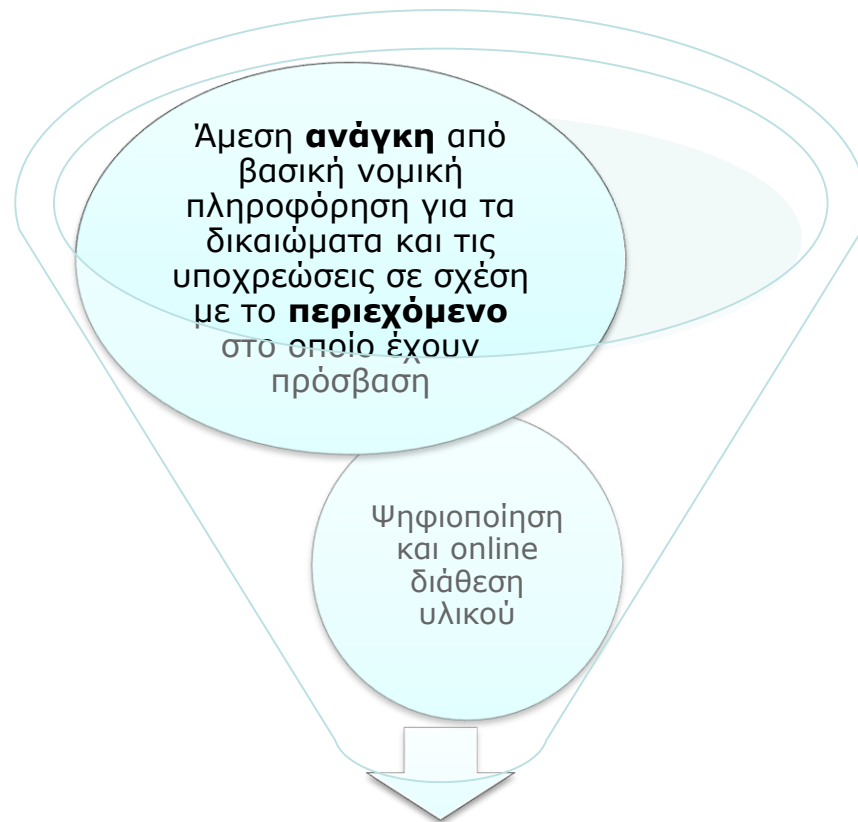 Άμεση ανάγκη από
βασική νομική
πληροφόρηση για τα
δικαιώματα και τις
υποχρεώσεις σε σχέση
με το περιεχόμενο
στο οποίο έχουν
πρόσβαση
Ψηφιοποίηση
και online
διάθεση
υλικού